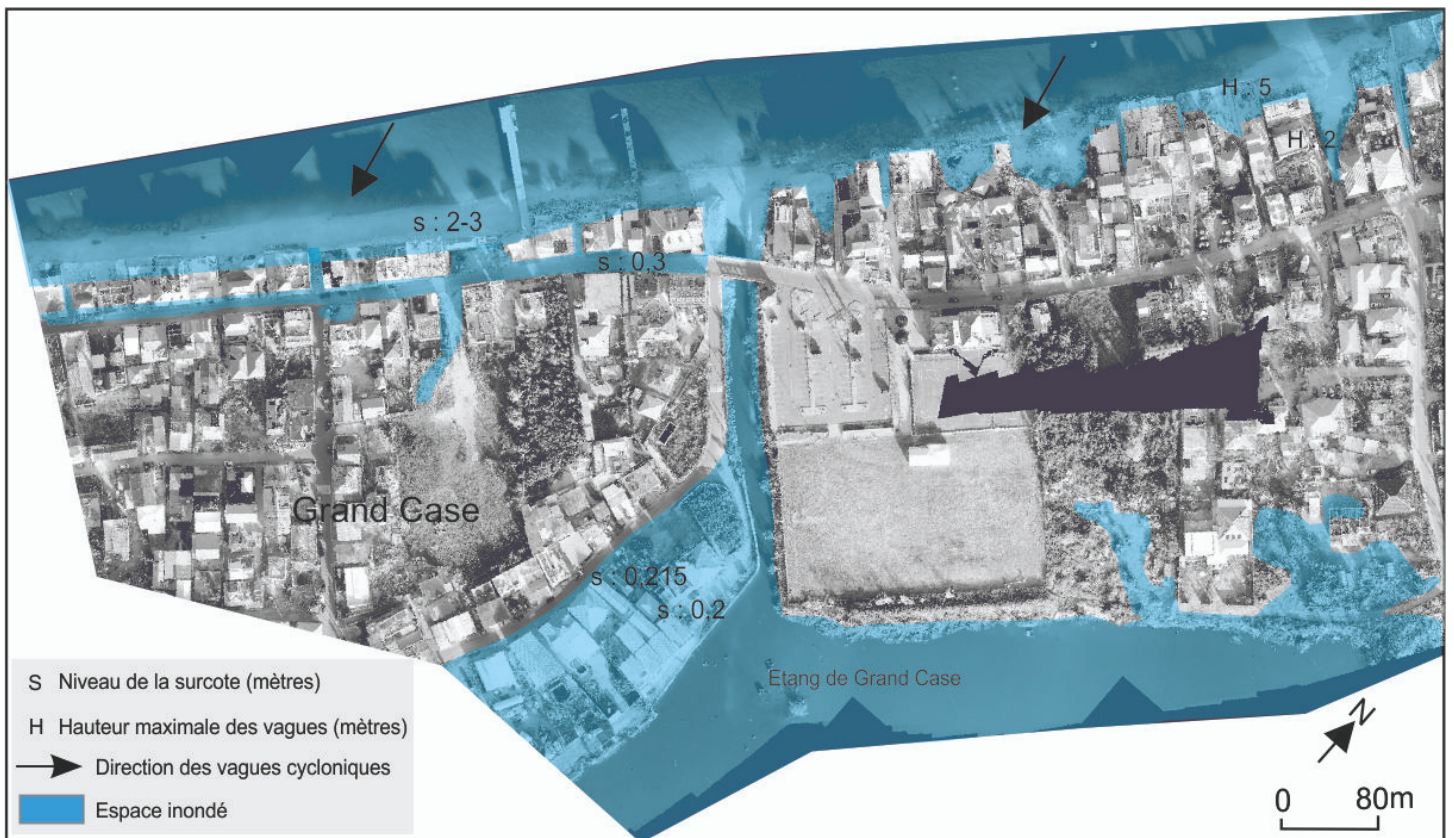 H : 5
H : 2
s : 2-3
s : 0,3
Grand Case
s : 0,215
s : 0,2
Etang de Grand Case
S Niveau de la surcote (mètres)
H Hauteur maximale des vagues (mètres)
Direction des vagues cycloniques
Espace inondé
N
0 80m